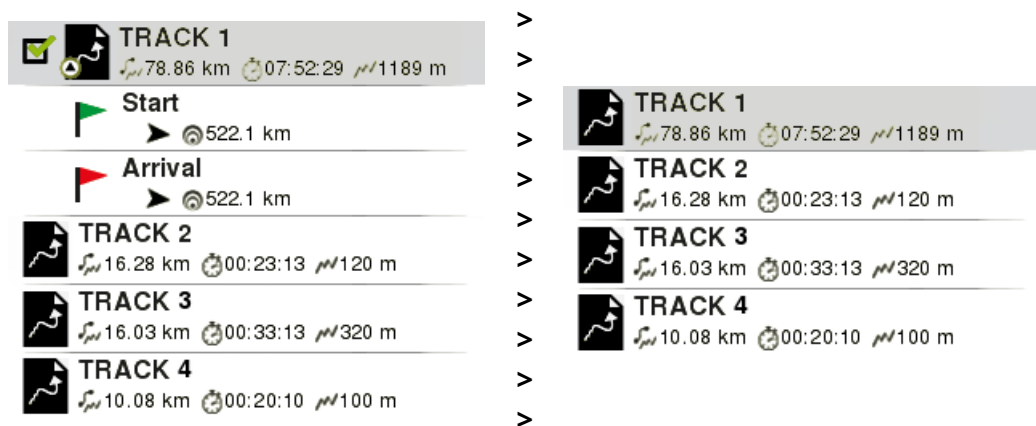 TRACK 1
78.86 km 07:52:29 1189 m
Start
522.1 km
Arrival
522.1 km
TRACK 2
16.28 km 00:23:13 120 m
TRACK 3
16.03 km 00:33:13 320 m
TRACK 4
10.08 km 00:20:10 100 m
>
>
>
>
>
>
>
>
>
>
>
TRACK 1
78.86 km 07:52:29 1189 m
TRACK 2
16.28 km 00:23:13 120 m
TRACK 3
16.03 km 00:33:13 320 m
TRACK 4
10.08 km 00:20:10 100 m